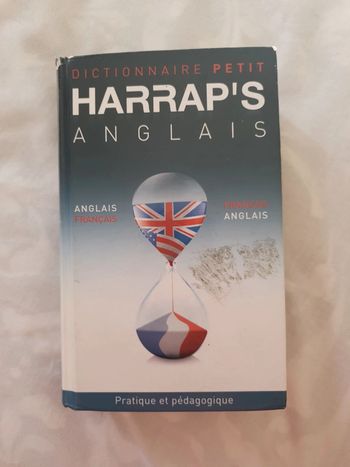 DICTIONNAIRE PETIT
HARRAP'S
ANGLAIS
ANGLAIS
FRANÇAIS
FRANÇAIS
ANGLAIS
Pratique et pédagogique